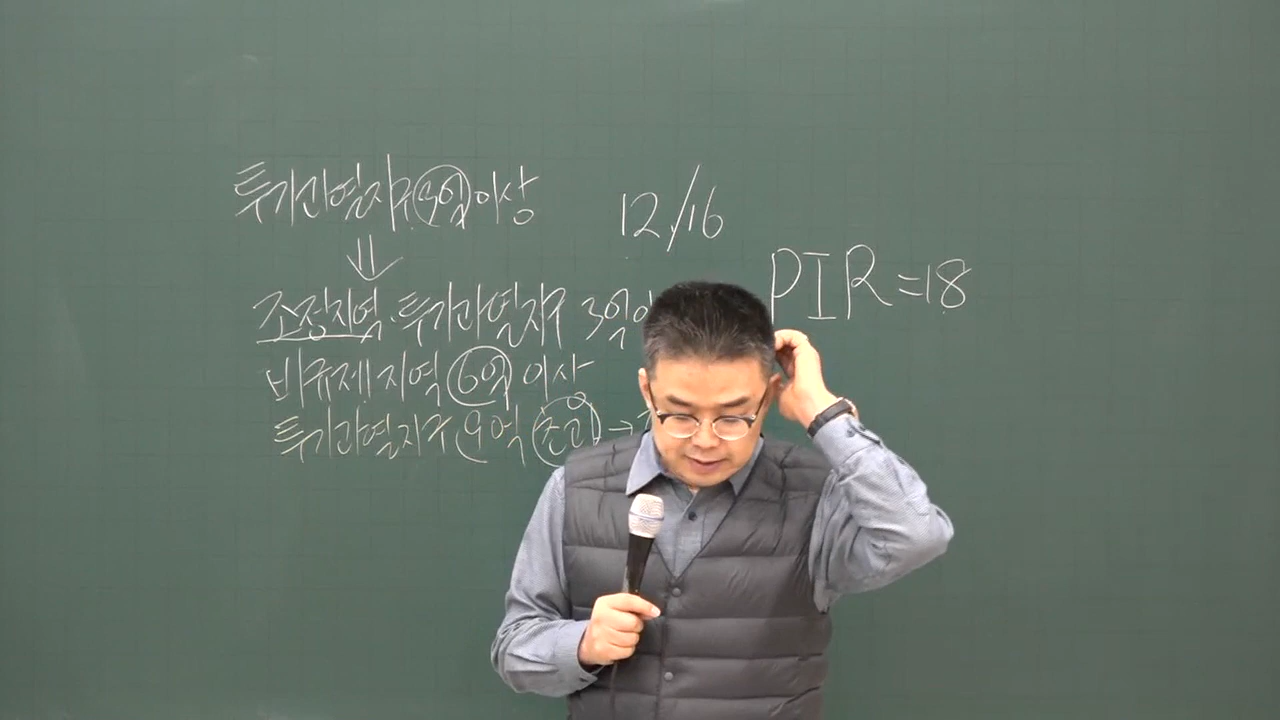 투기과열지구 3억 이상
12/16
PIR=18
조정지역·투기과열지구 3억이
비규제지역 6억 이상
투기과열지구 9억 초과 →